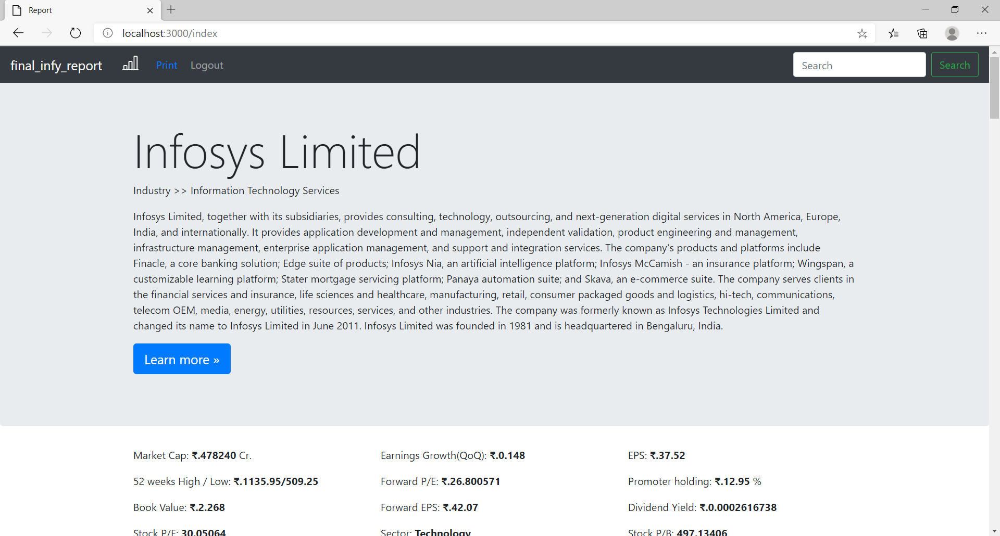 Report
localhost:3000/index
final_infy_report Print Logout Search Search
Infosys Limited
Industry >> Information Technology Services
Infosys Limited, together with its subsidiaries, provides consulting, technology, outsourcing, and next-generation digital services in North America, Europe,
India, and internationally. It provides application development and management, independent validation, product engineering and management,
infrastructure management, enterprise application management, and support and integration services. The company's products and platforms include
Finacle, a core banking solution; Edge suite of products; Infosys Nia, an artificial intelligence platform; Infosys McCamish - an insurance platform; Wingspan, a
customizable learning platform; Stater mortgage servicing platform; Panaya automation suite; and Skava, an e-commerce suite. The company serves clients in
the financial services and insurance, life sciences and healthcare, manufacturing, retail, consumer packaged goods and logistics, hi-tech, communications,
telecom OEM, media, energy, utilities, resources, services, and other industries. The company was formerly known as Infosys Technologies Limited and
changed its name to Infosys Limited in June 2011. Infosys Limited was founded in 1981 and is headquartered in Bengaluru, India.
Learn more »
Market Cap: ₹.478240 Cr. Earnings Growth(QoQ): ₹.0.148 EPS: ₹.37.52
52 weeks High / Low: ₹.1135.95/509.25 Forward P/E: ₹.26.800571 Promoter holding: ₹.12.95 %
Book Value: ₹.2.268 Forward EPS: ₹.42.07 Dividend Yield: ₹.0.0002616738
Stock P/E: 30.05064 Sector: Technology Stock P/B: 497.13406